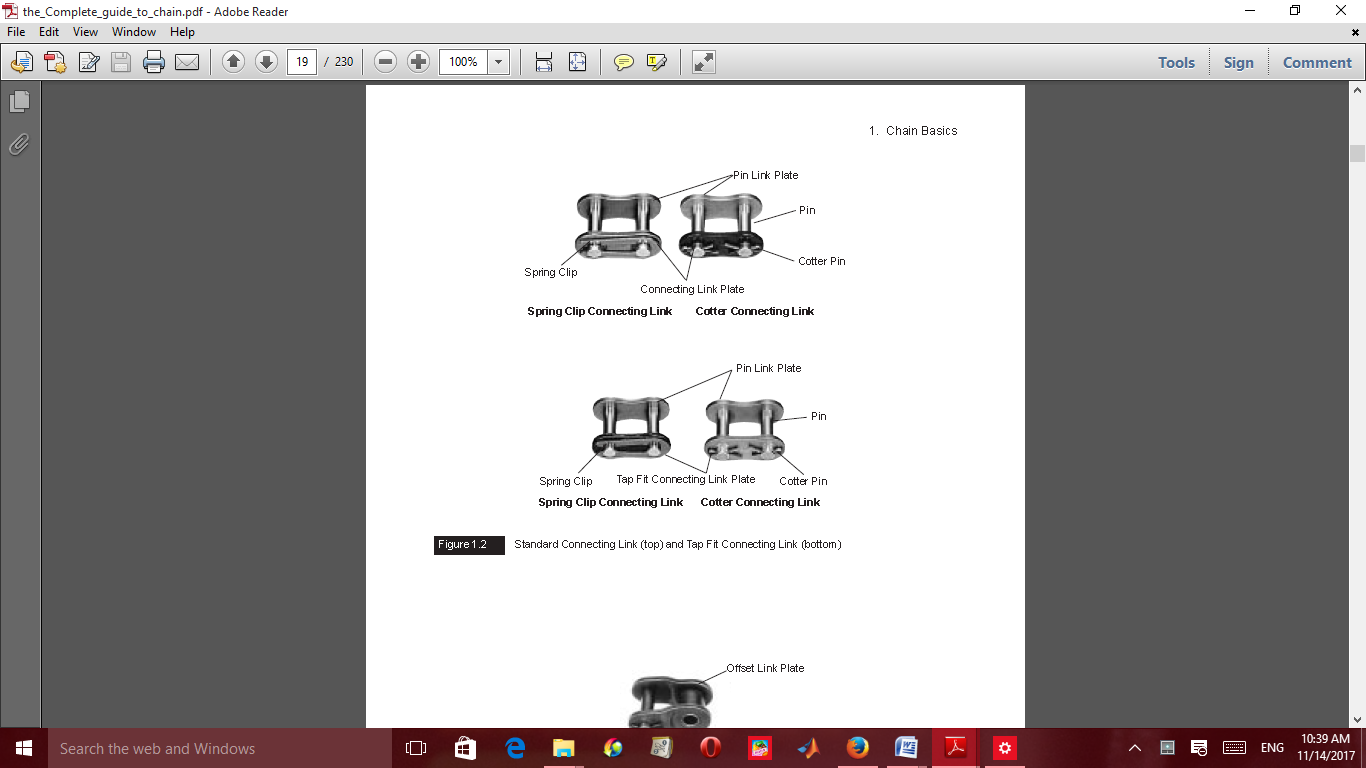 the_Complete_guide_to_chain.pdf - Adobe Reader
File Edit View Window Help
19 / 230 100% Tools Sign Comment
1. Chain Basics
Pin Link Plate
Pin
Cotter Pin
Spring Clip
Connecting Link Plate
Spring Clip Connecting Link Cotter Connecting Link
Pin Link Plate
Pin
Spring Clip Tap Fit Connecting Link Plate Cotter Pin
Spring Clip Connecting Link Cotter Connecting Link
Figure 1.2 Standard Connecting Link (top) and Tap Fit Connecting Link (bottom)
Offset Link Plate
Search the web and Windows
ENG
10:39 AM
11/14/2017